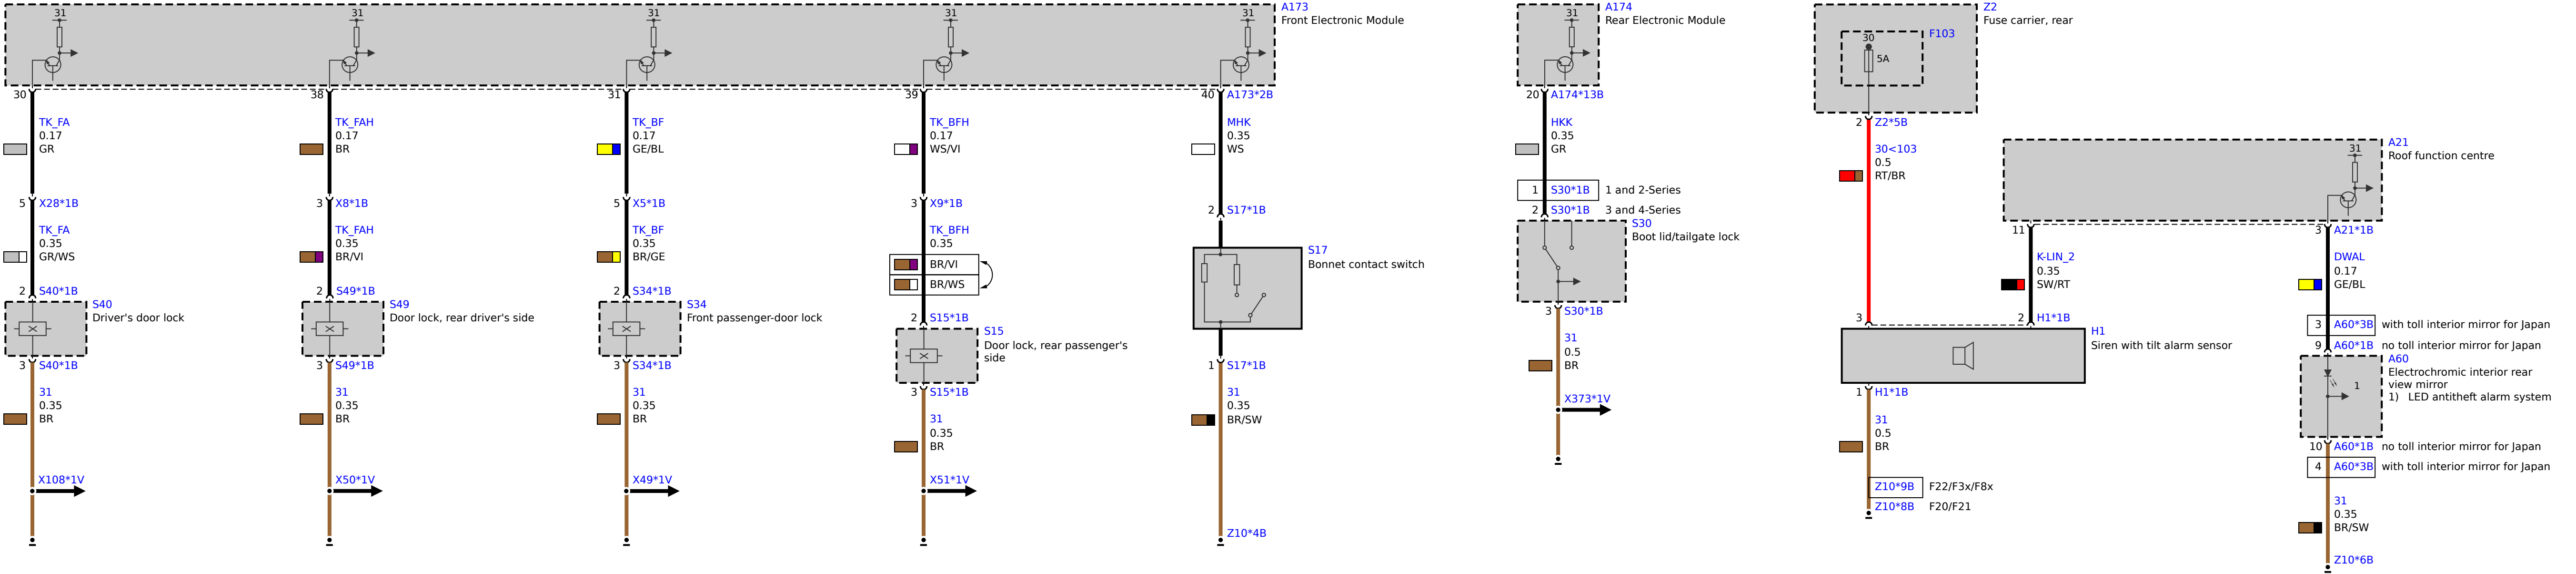 31
31
31
31
31
A173
Front Electronic Module
30
38
31
39
40
A173*2B
TK_FA
0.17
GR
TK_FAH
0.17
BR
TK_BF
0.17
GE/BL
TK_BFH
0.17
WS/VI
MHK
0.35
WS
5 X28*1B
3 X8*1B
5 X5*1B
3 X9*1B
2 S17*1B
TK_FA
0.35
GR/WS
TK_FAH
0.35
BR/VI
TK_BF
0.35
BR/GE
TK_BFH
0.35
BR/VI
BR/WS
S17
Bonnet contact switch
2 S40*1B
2 S49*1B
2 S34*1B
2 S15*1B
S40
Driver's door lock
S49
Door lock, rear driver's side
S34
Front passenger-door lock
S15
Door lock, rear passenger's
side
3 S40*1B
3 S49*1B
3 S34*1B
3 S15*1B
1 S17*1B
31
0.35
BR
31
0.35
BR
31
0.35
BR
31
0.35
BR
31
0.35
BR/SW
X108*1V
X50*1V
X49*1V
X51*1V
Z10*4B
31
A174
Rear Electronic Module
20 A174*13B
HKK
0.35
GR
1 S30*1B 1 and 2-Series
2 S30*1B 3 and 4-Series
S30
Boot lid/tailgate lock
3 S30*1B
31
0.5
BR
X373*1V
Z2
Fuse carrier, rear
F103
30
5A
2 Z2*5B
30<103
0.5
RT/BR
A21
Roof function centre
31
11
3 A21*1B
K-LIN_2
0.35
SW/RT
DWAL
0.17
GE/BL
3
2 H1*1B
H1
Siren with tilt alarm sensor
1 H1*1B
31
0.5
BR
Z10*9B F22/F3x/F8x
Z10*8B F20/F21
3 A60*3B with toll interior mirror for Japan
9 A60*1B no toll interior mirror for Japan
A60
Electrochromic interior rear
view mirror
1) LED antitheft alarm system
1
10 A60*1B no toll interior mirror for Japan
4 A60*3B with toll interior mirror for Japan
31
0.35
BR/SW
Z10*6B